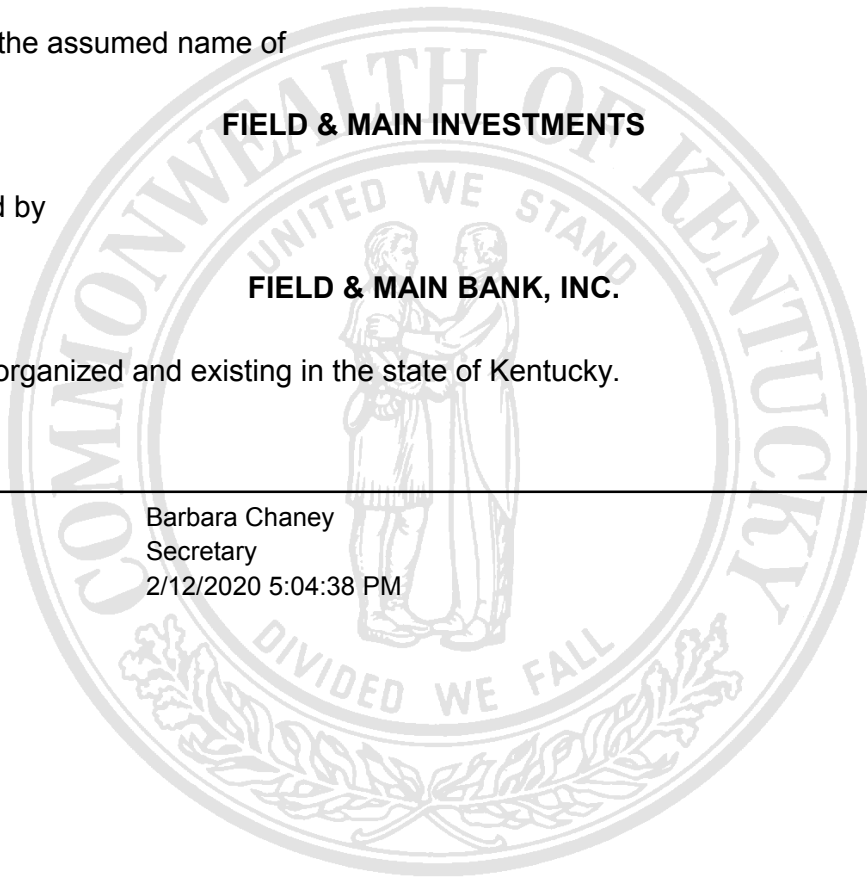 the assumed name of
FIELD & MAIN INVESTMENTS
d by
FIELD & MAIN BANK, INC.
organized and existing in the state of Kentucky.
Barbara Chaney
Secretary
2/12/2020 5:04:38 PM
COMMONWEALTH OF KENTUCKY
UNITED WE STAND
DIVIDED WE FALL